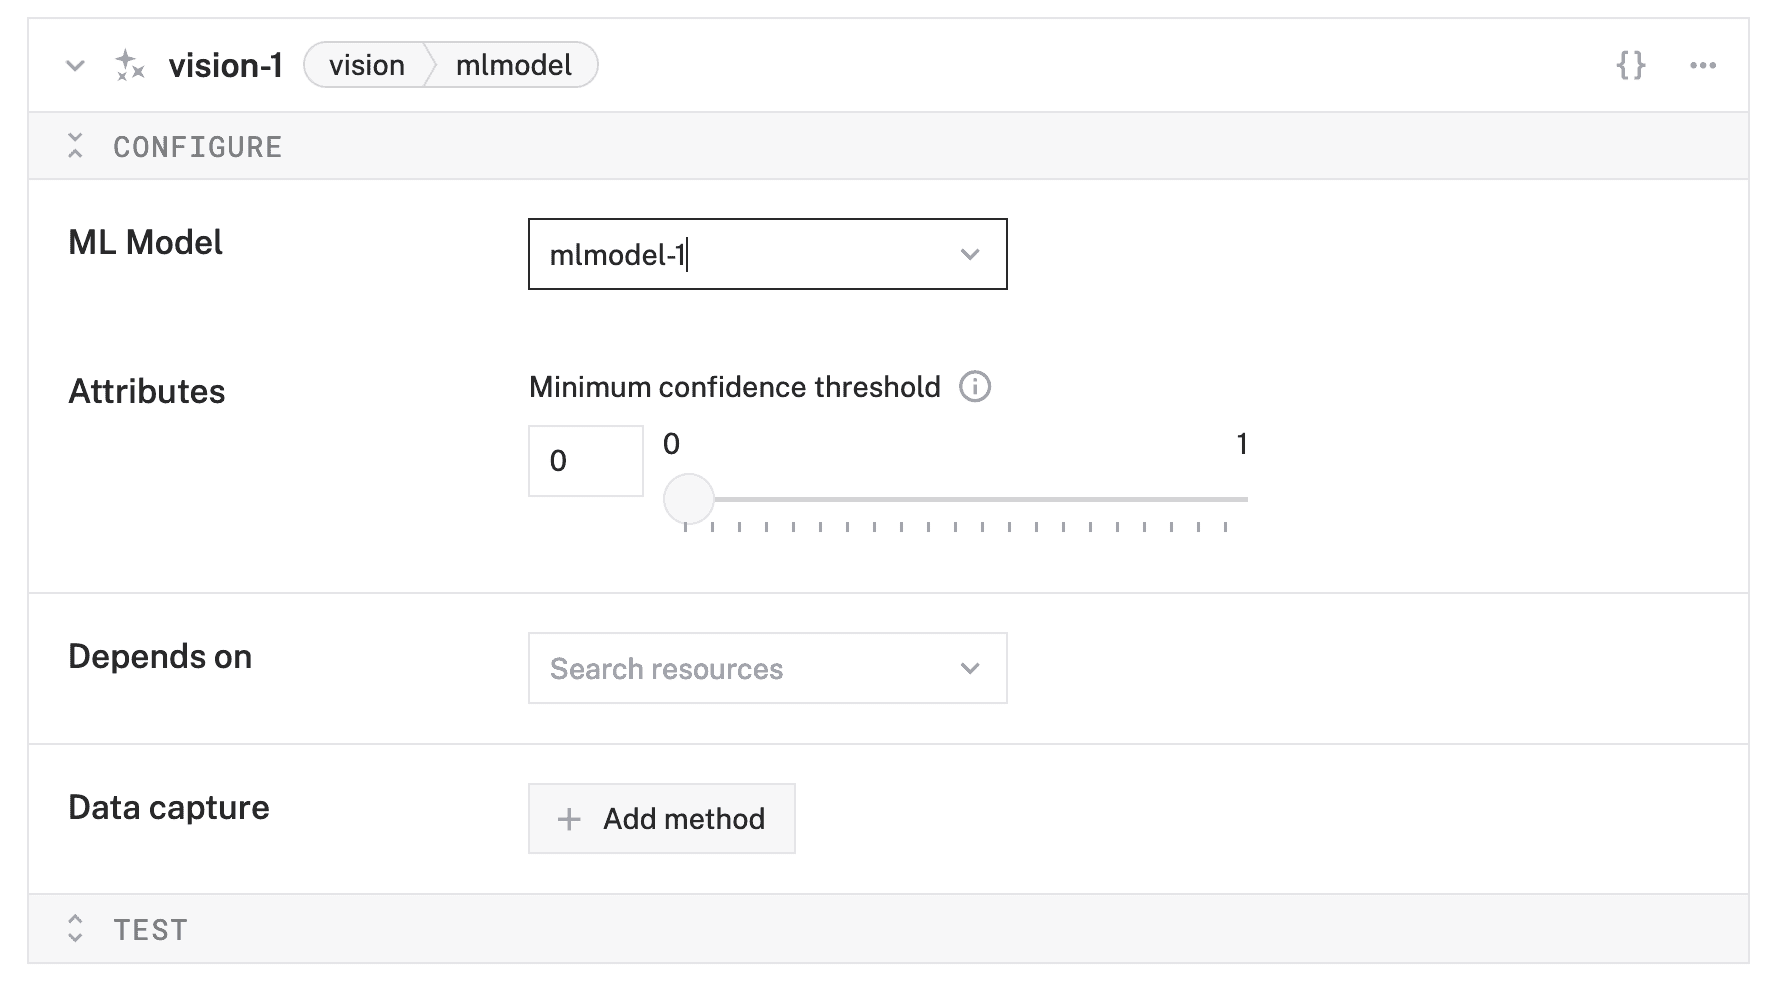 vision-1 vision mlmodel {} ...
CONFIGURE
ML Model mlmodel-1
Attributes Minimum confidence threshold
0 0 1
Depends on Search resources
Data capture + Add method
TEST